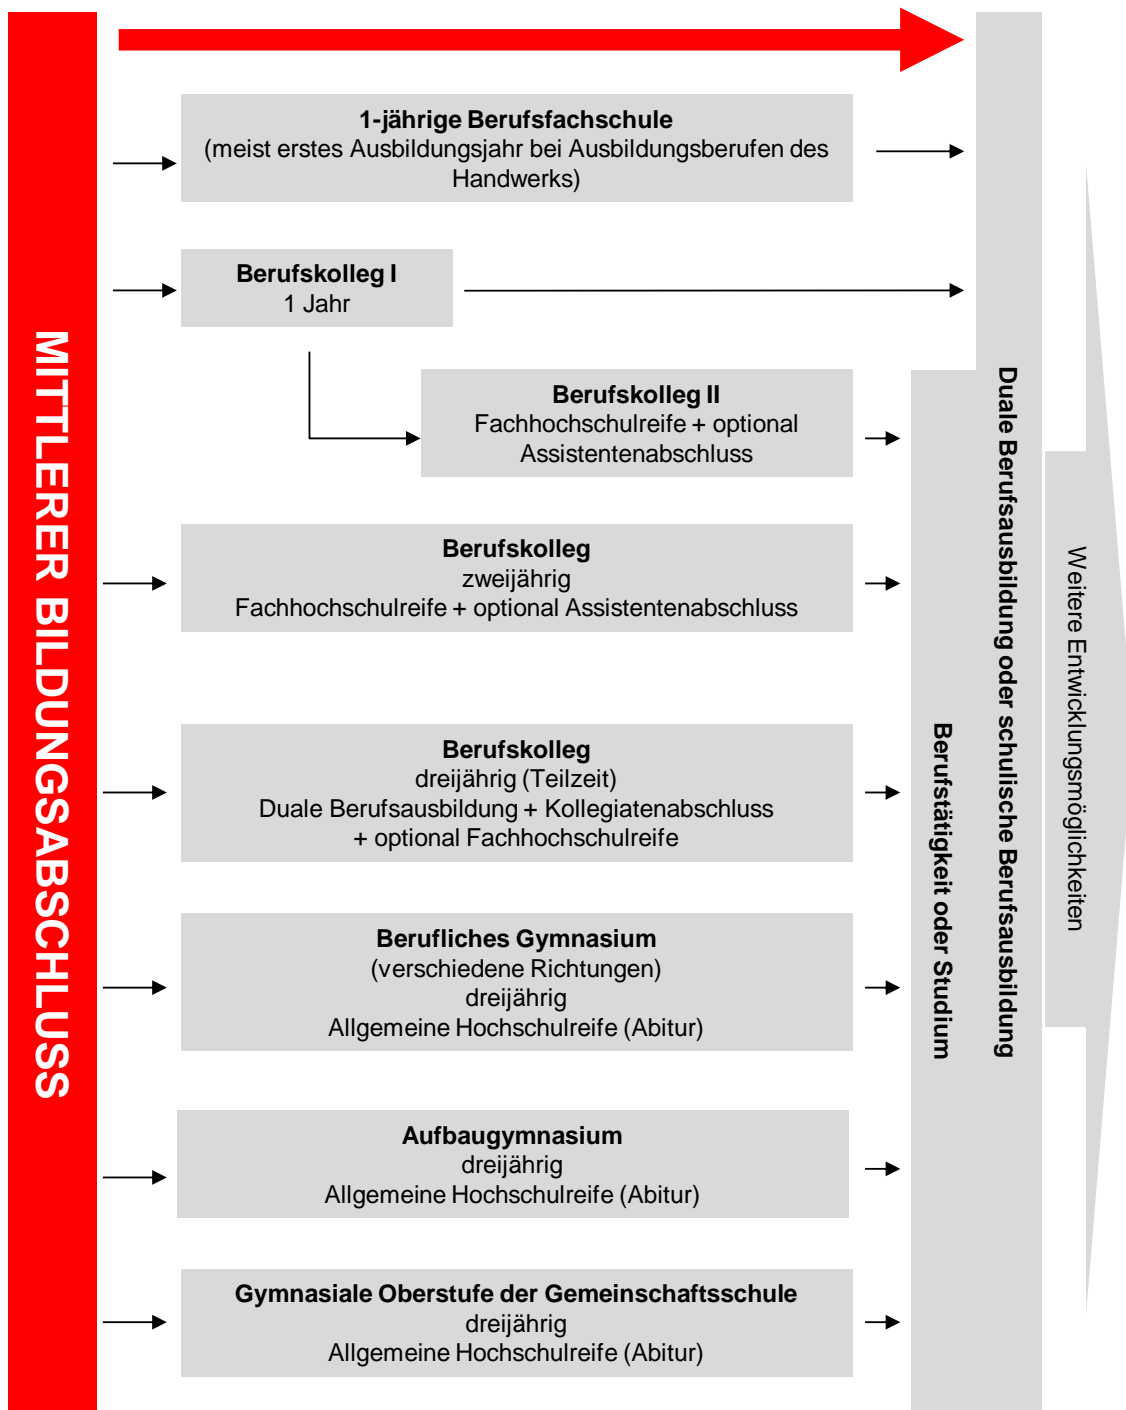 MITTLERER BILDUNGSABSCHLUSS
1-jährige Berufsfachschule
(meist erstes Ausbildungsjahr bei Ausbildungsberufen des
Handwerks)
Berufskolleg I
1 Jahr
Berufskolleg II
Fachhochschulreife + optional
Assistentenabschluss
Berufskolleg
zweijährig
Fachhochschulreife + optional Assistentenabschluss
Berufskolleg
dreijährig (Teilzeit)
Duale Berufsausbildung + Kollegiatenabschluss
+ optional Fachhochschulreife
Berufliches Gymnasium
(verschiedene Richtungen)
dreijährig
Allgemeine Hochschulreife (Abitur)
Aufbaugymnasium
dreijährig
Allgemeine Hochschulreife (Abitur)
Gymnasiale Oberstufe der Gemeinschaftsschule
dreijährig
Allgemeine Hochschulreife (Abitur)
Berufstätigkeit oder Studium
Duale Berufsausbildung oder schulische Berufsausbildung
Weitere Entwicklungsmöglichkeiten